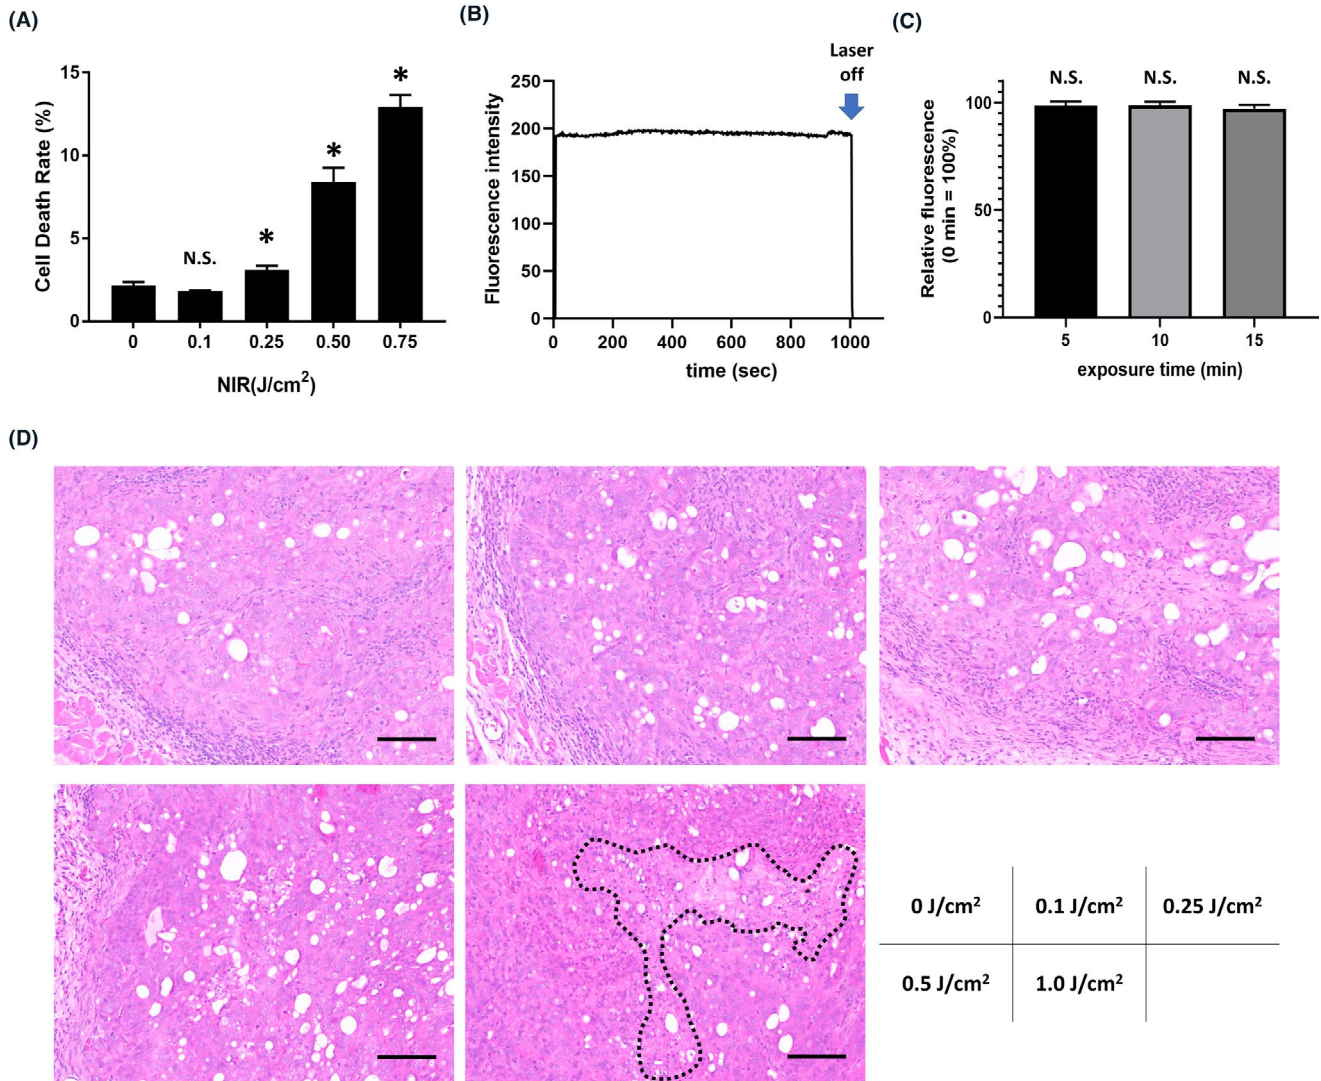 (A)
Cell Death Rate (%)
15
10
5
0
N.S.
*
*
*
0 0.1 0.25 0.50 0.75
NIR(J/cm²)
(B)
Laser
off
Fluorescence intensity
250
200
150
100
50
0
0 200 400 600 800 1000
time (sec)
(C)
Relative fluorescence
(0 min = 100%)
N.S. N.S. N.S.
100
50
0
5 10 15
exposure time (min)
(D)
0 J/cm² 0.1 J/cm² 0.25 J/cm²
0.5 J/cm² 1.0 J/cm²